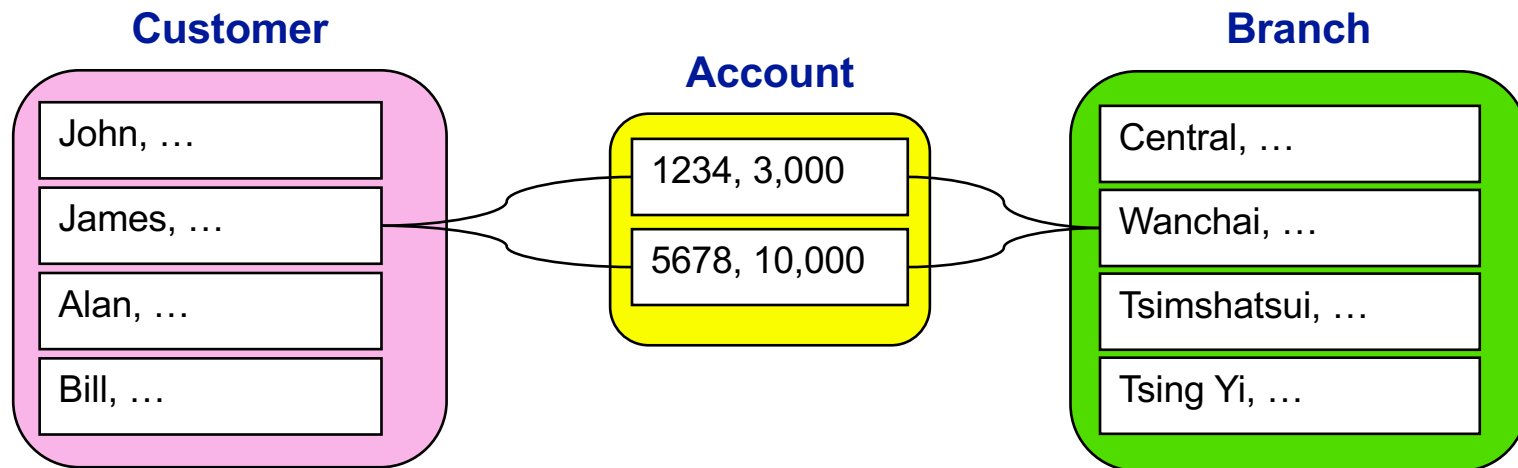 Customer
John, …
James, …
Alan, …
Bill, …
Account
1234, 3,000
5678, 10,000
Branch
Central, …
Wanchai, …
Tsimshatsui, …
Tsing Yi, …